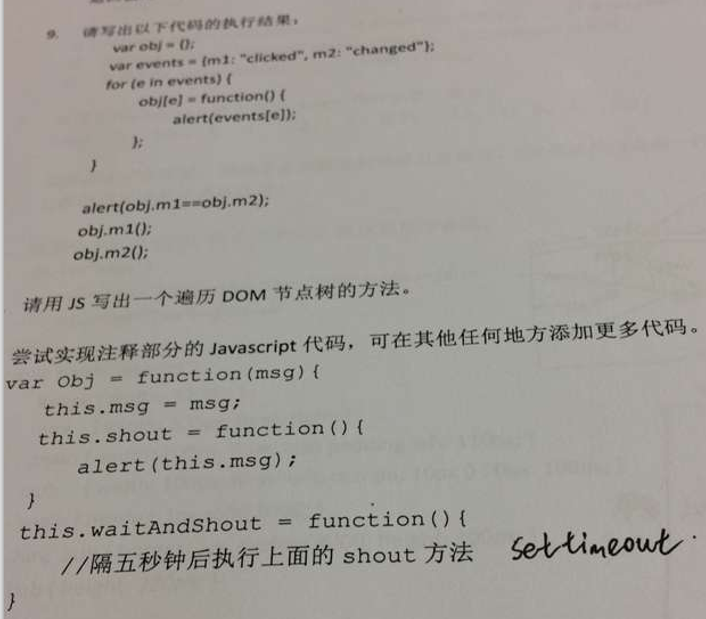 9. 请写出以下代码的执行结果:
var obj = {};
var events = {m1: "clicked", m2: "changed"};
for (e in events) {
obj[e] = function() {
alert(events[e]);
};
}
alert(obj.m1==obj.m2);
obj.m1();
obj.m2();
请用 JS 写出一个遍历 DOM 节点树的方法。
尝试实现注释部分的 Javascript 代码，可在其他任何地方添加更多代码。
var Obj = function(msg){
this.msg = msg;
this.shout = function(){
alert(this.msg);
}
this.waitAndShout = function(){
//隔五秒钟后执行上面的 shout 方法 settimeout.
}